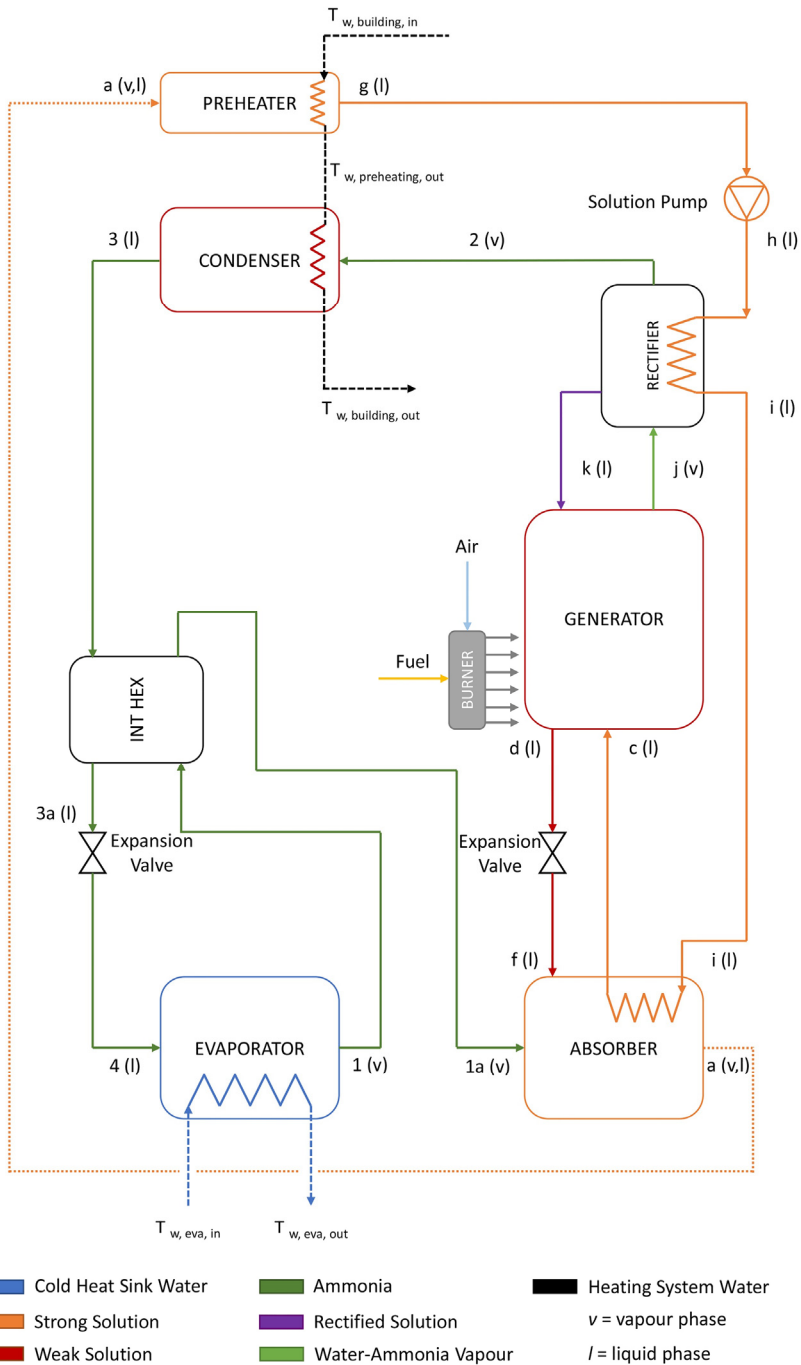 T w, building, in
a (v,l)
g (l)
PREHEATER
T w, preheating, out
Solution Pump
3 (l)
2 (v)
h (l)
CONDENSER
RECTIFIER
T w, building, out
i (l)
k (l)
j (v)
Air
GENERATOR
Fuel
BURNER
INT HEX
d (l)
c (l)
3a (l)
Expansion
Valve
Expansion
Valve
f (l)
i (l)
EVAPORATOR
ABSORBER
4 (l)
1 (v)
1a (v)
a (v,l)
T w, eva, in
T w, eva, out
Cold Heat Sink Water
Ammonia
Heating System Water
Strong Solution
Rectified Solution
v = vapour phase
Weak Solution
Water-Ammonia Vapour
l = liquid phase